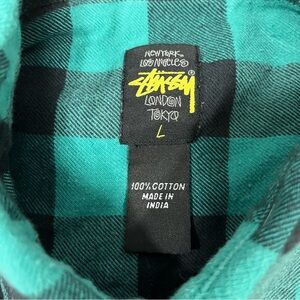 NEW YORK
LOS ANGELES
STÜSSY
LONDON
TOKYO
L
100% COTTON
MADE IN
INDIA